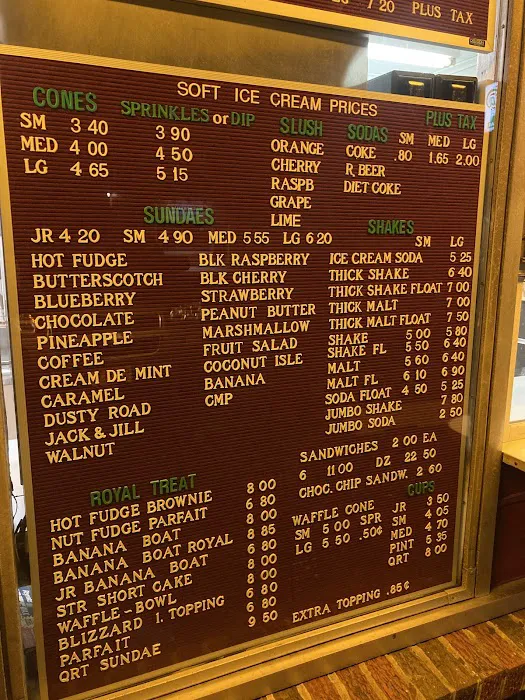 7 20 PLUS TAX
SOFT ICE CREAM PRICES
CONES SPRINKLES or DIP
SM 3 40 3 90
MED 4 00 4 50
LG 4 65 5 15
SLUSH
ORANGE
CHERRY
RASPB
GRAPE
LIME
PLUS TAX
SODAS SM MED LG
COKE .80 1.65 2.00
R. BEER
DIET COKE
SUNDAES
JR 4 20 SM 4 90 MED 5 55 LG 6 20
HOT FUDGE
BUTTERSCOTCH
BLUEBERRY
CHOCOLATE
PINEAPPLE
COFFEE
CREAM DE MINT
CARAMEL
DUSTY ROAD
JACK & JILL
WALNUT
BLK RASPBERRY
BLK CHERRY
STRAWBERRY
PEANUT BUTTER
MARSHMALLOW
FRUIT SALAD
COCONUT ISLE
BANANA
CMP
SHAKES
SM LG
ICE CREAM SODA 5 25
THICK SHAKE 6 40
THICK SHAKE FLOAT 7 00
THICK MALT 7 00
THICK MALT FLOAT 7 50
SHAKE 5 00 5 80
SHAKE FL 5 50 6 40
MALT 5 60 6 40
MALT FL 6 10 6 90
SODA FLOAT 4 50 5 25
JUMBO SHAKE 7 80
JUMBO SODA 2 50
SANDWICHES 2 00 EA
6 11 00 DZ 22 50
CHOC. CHIP SANDW. 2 60
ROYAL TREAT
HOT FUDGE BROWNIE 8 00
NUT FUDGE PARFAIT 6 80
BANANA BOAT 8 00
BANANA BOAT ROYAL 8 85
JR BANANA BOAT 6 80
STR SHORT CAKE 8 00
WAFFLE-BOWL 8 00
BLIZZARD 1. TOPPING 6 80
PARFAIT 6 80
QRT SUNDAE 9 50
WAFFLE CONE
SM 5 00 SPR
LG 5 50 .50¢
CUPS
JR 3 50
SM 4 05
MED 4 70
PINT 5 35
QRT 8 00
EXTRA TOPPING .85¢